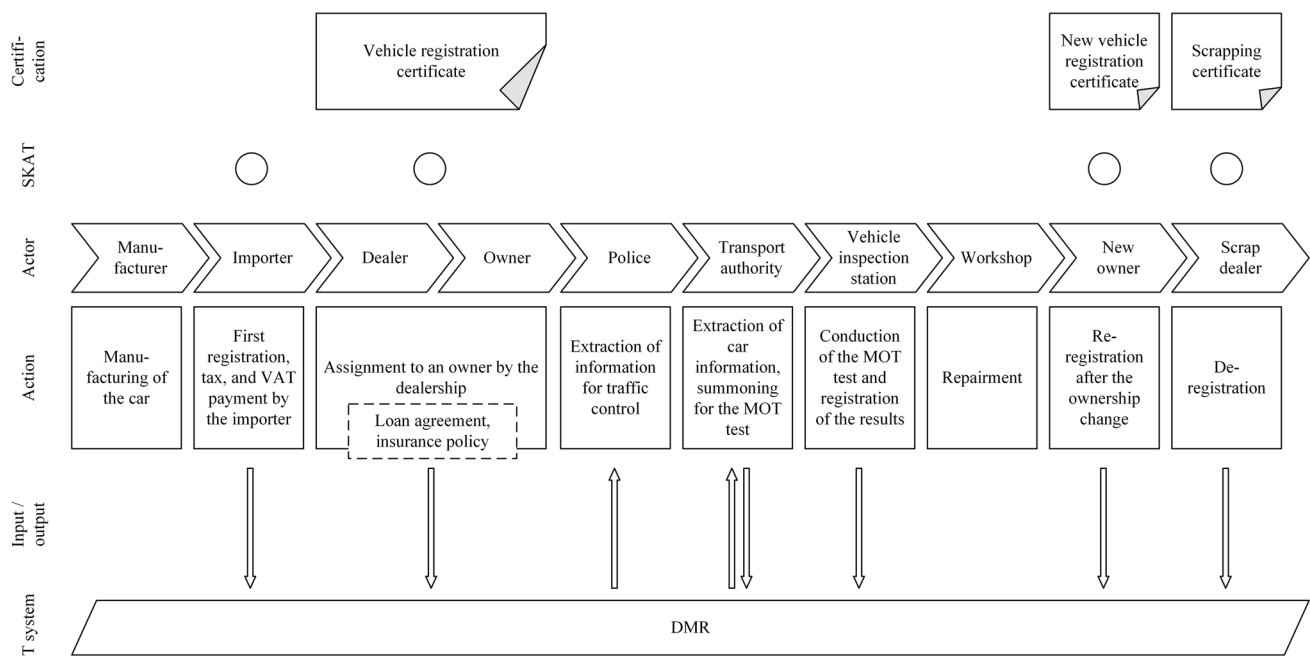 Certifi-
cation
Vehicle registration
certificate
New vehicle
registration
certificate
Scrapping
certificate
SKAT
Actor
Manu-
facturer
Importer
Dealer
Owner
Police
Transport
authority
Vehicle
inspection
station
Workshop
New
owner
Scrap
dealer
Action
Manu-
facturing of
the car
First
registration,
tax, and VAT
payment by
the importer
Assignment to an owner by the
dealership
Loan agreement,
insurance policy
Extraction of
information
for traffic
control
Extraction of
car
information,
summoning
for the MOT
test
Conduction
of the MOT
test and
registration
of the results
Repairment
Re-
registration
after the
ownership
change
De-
registration
Input /
output
T system
DMR